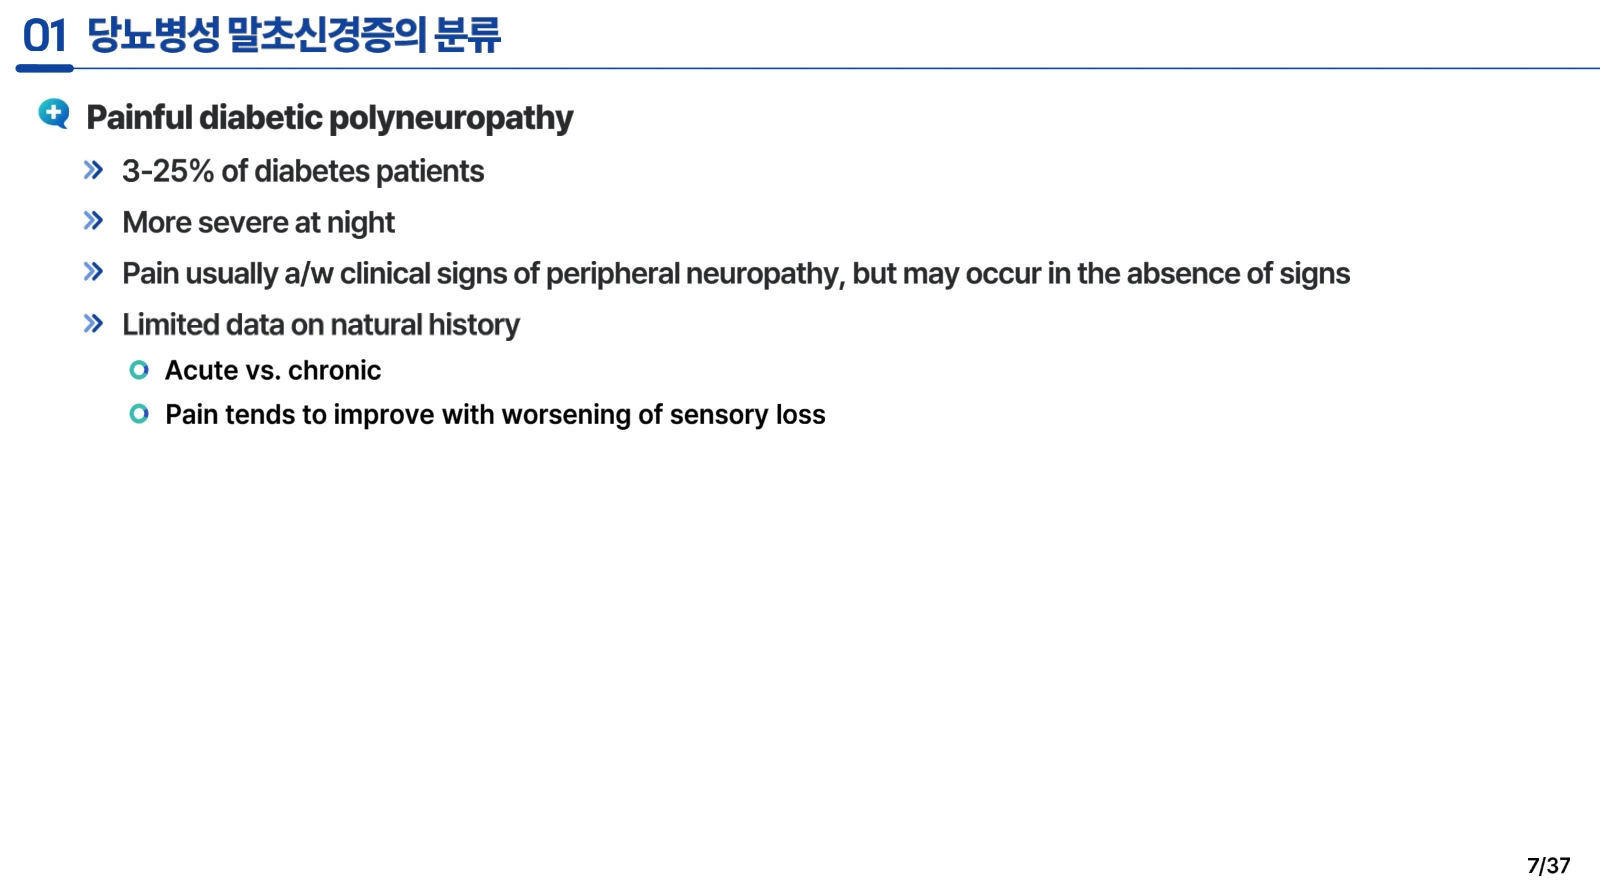 01 당뇨병성 말초신경증의 분류
Painful diabetic polyneuropathy
3-25% of diabetes patients
More severe at night
Pain usually a/w clinical signs of peripheral neuropathy, but may occur in the absence of signs
Limited data on natural history
Acute vs. chronic
Pain tends to improve with worsening of sensory loss
7/37